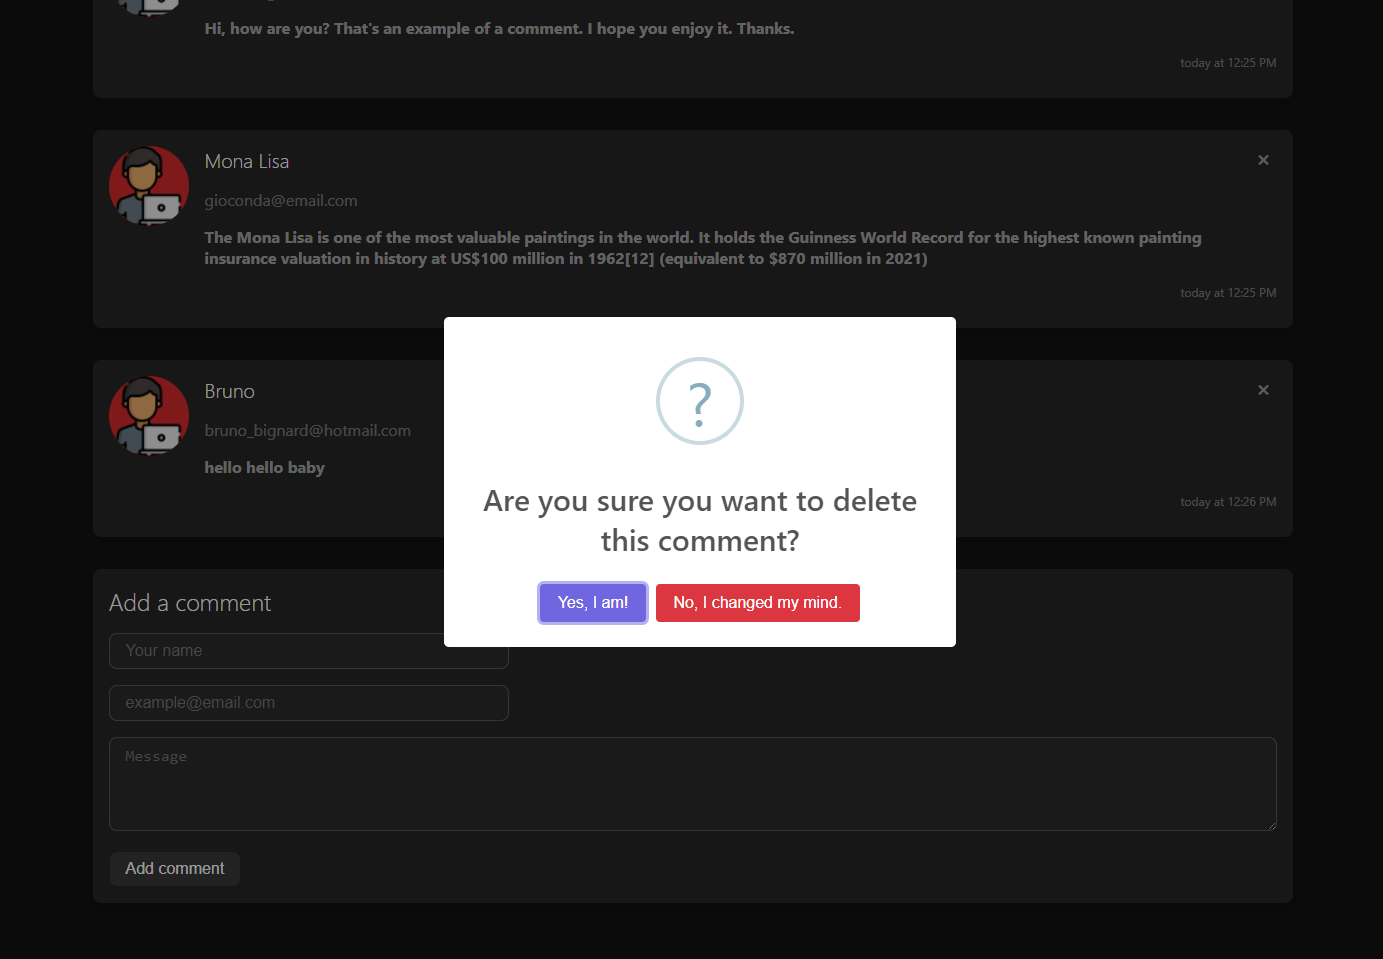 Hi, how are you? That's an example of a comment. I hope you enjoy it. Thanks.
today at 12:25 PM
Mona Lisa
gioconda@email.com
The Mona Lisa is one of the most valuable paintings in the world. It holds the Guinness World Record for the highest known painting
insurance valuation in history at US$100 million in 1962[12] (equivalent to $870 million in 2021)
today at 12:25 PM
Bruno
bruno_bignard@hotmail.com
hello hello baby
today at 12:26 PM
?
Are you sure you want to delete
this comment?
Yes, I am!
No, I changed my mind.
Add a comment
Your name
example@email.com
Message
Add comment